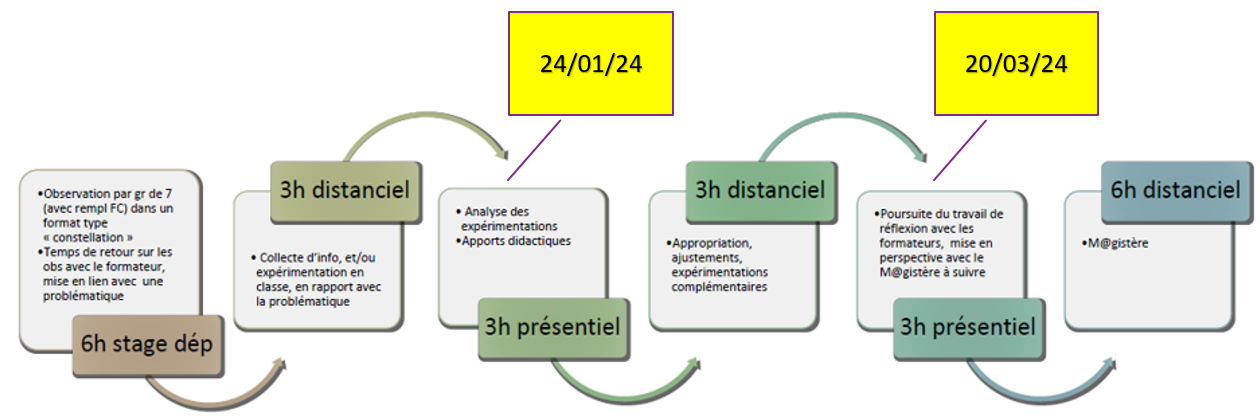 24/01/24
20/03/24
•Observation par gr de 7
(avec rempl FC) dans un
format type
« constellation »
•Temps de retour sur les
obs avec le formateur,
mise en lien avec une
problématique
6h stage dép
3h distanciel
• Collecte d'info, et/ou
expérimentation en
classe, en rapport avec
la problématique
• Analyse des
expérimentations
•Apports didactiques
3h présentiel
3h distanciel
•Appropriation,
ajustements,
expérimentations
complémentaires
•Poursuite du travail de
réflexion avec les
formateurs, mise en
perspective avec le
M@gistère à suivre
3h présentiel
6h distanciel
•M@gistère